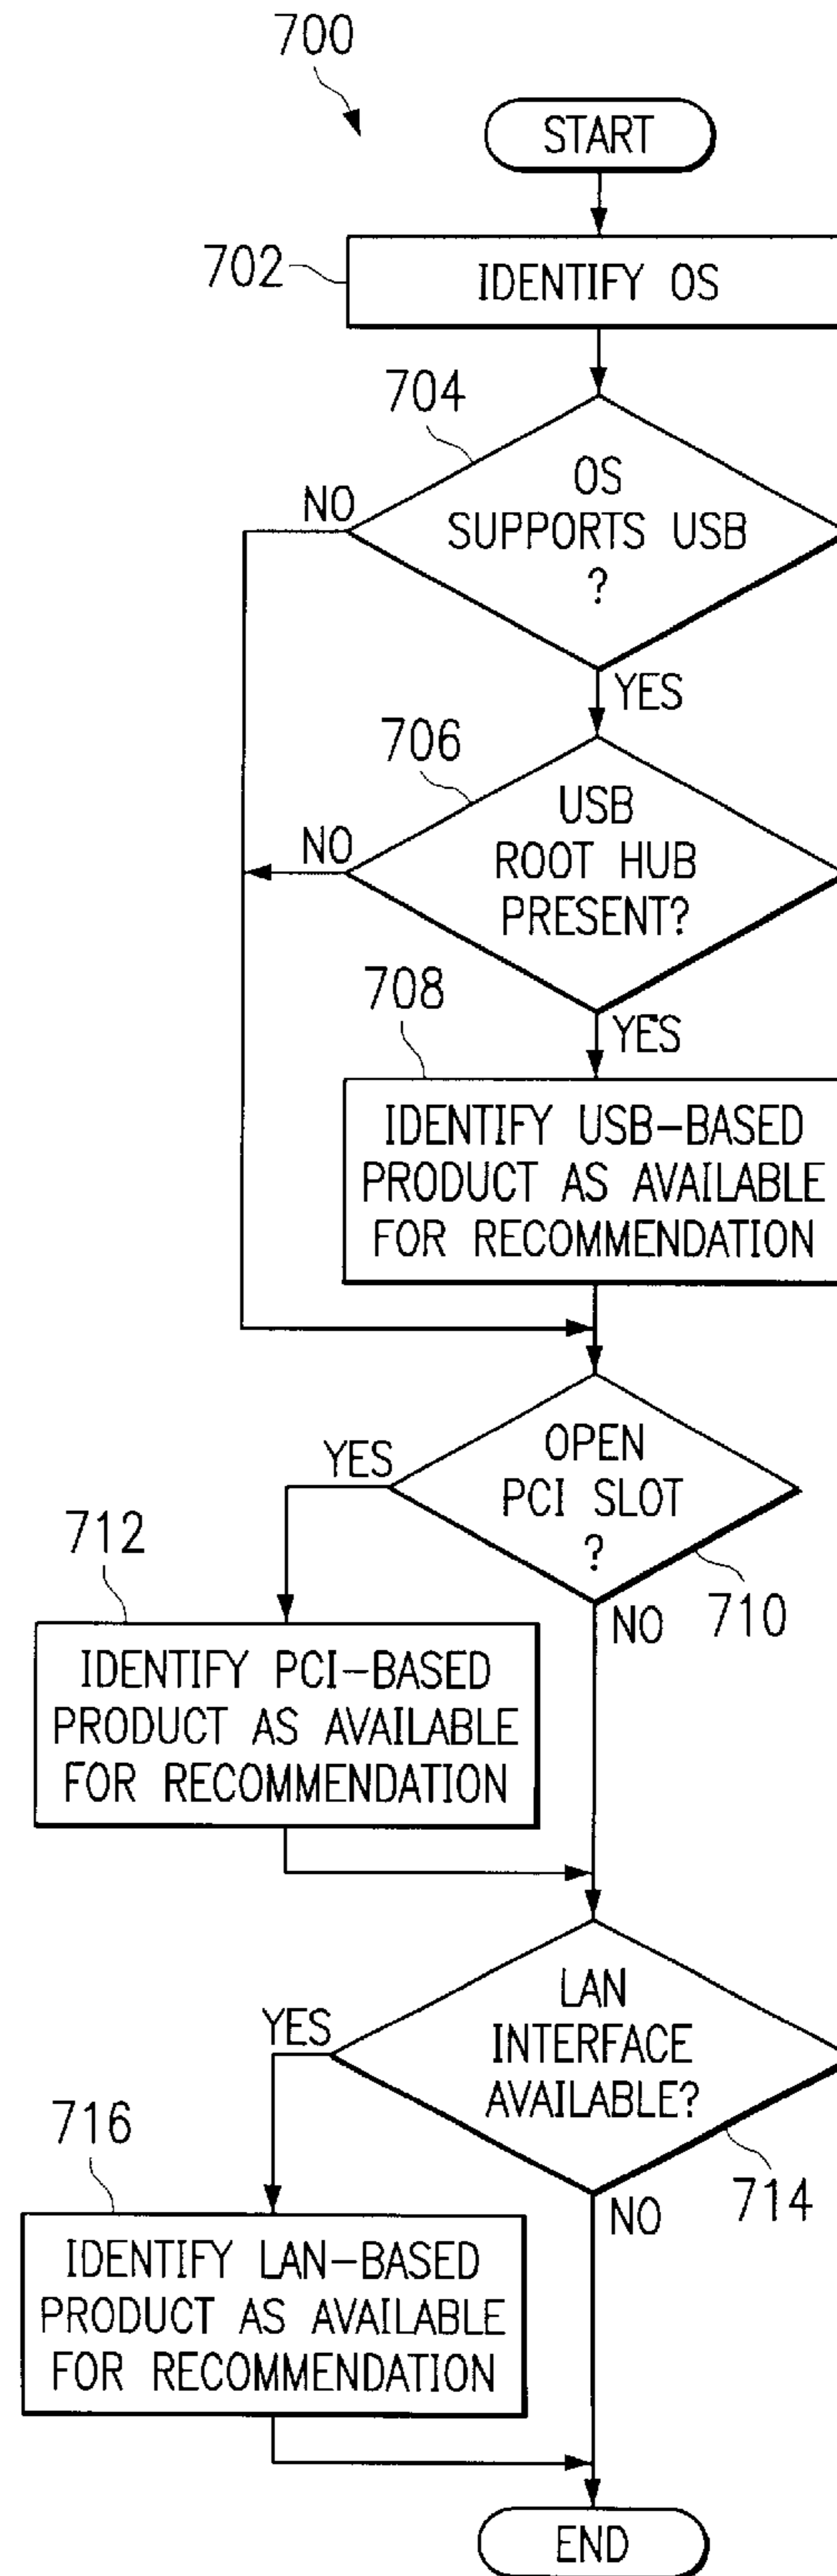 700
START
702
IDENTIFY OS
704
OS
SUPPORTS USB
?
NO
YES
706
USB
ROOT HUB
PRESENT?
NO
YES
708
IDENTIFY USB-BASED
PRODUCT AS AVAILABLE
FOR RECOMMENDATION
OPEN
PCI SLOT
?
YES
710
NO
712
IDENTIFY PCI-BASED
PRODUCT AS AVAILABLE
FOR RECOMMENDATION
LAN
INTERFACE
AVAILABLE?
YES
714
NO
716
IDENTIFY LAN-BASED
PRODUCT AS AVAILABLE
FOR RECOMMENDATION
END